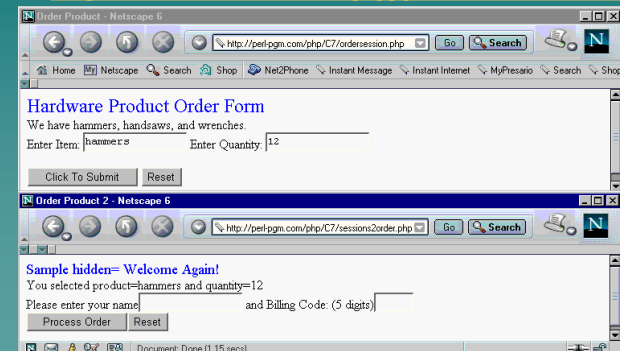 Order Product - Netscape 6
http://perl-pgm.com/php/C7/ordersession.php Go Search N
Home My Netscape Search Shop Net2Phone Instant Message Instant Internet MyPresario Search Shop
Hardware Product Order Form
We have hammers, handsaws, and wrenches.
Enter Item: hammers Enter Quantity: 12
Click To Submit Reset
Order Product 2 - Netscape 6
http://perl-pgm.com/php/C7/sessions2order.php Go Search N
Sample hidden= Welcome Again!
You selected product=hammers and quantity=12
Please enter your name and Billing Code: (5 digits)
Process Order Reset
Document: Done (1.15 secs)